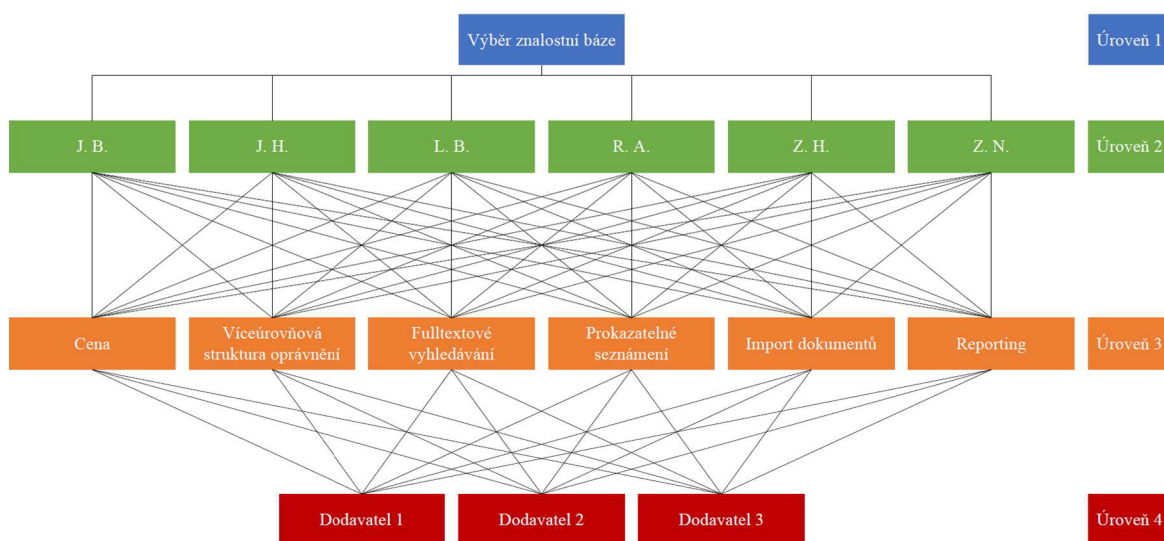 Výběr znalostní báze
Úroveň 1
J. B.
J. H.
L. B.
R. A.
Z. H.
Z. N.
Úroveň 2
Cena
Víceúrovňová
struktura oprávnění
Fulltextové
vyhledávání
Prokazatelné
seznámení
Import dokumentů
Reporting
Úroveň 3
Dodavatel 1
Dodavatel 2
Dodavatel 3
Úroveň 4